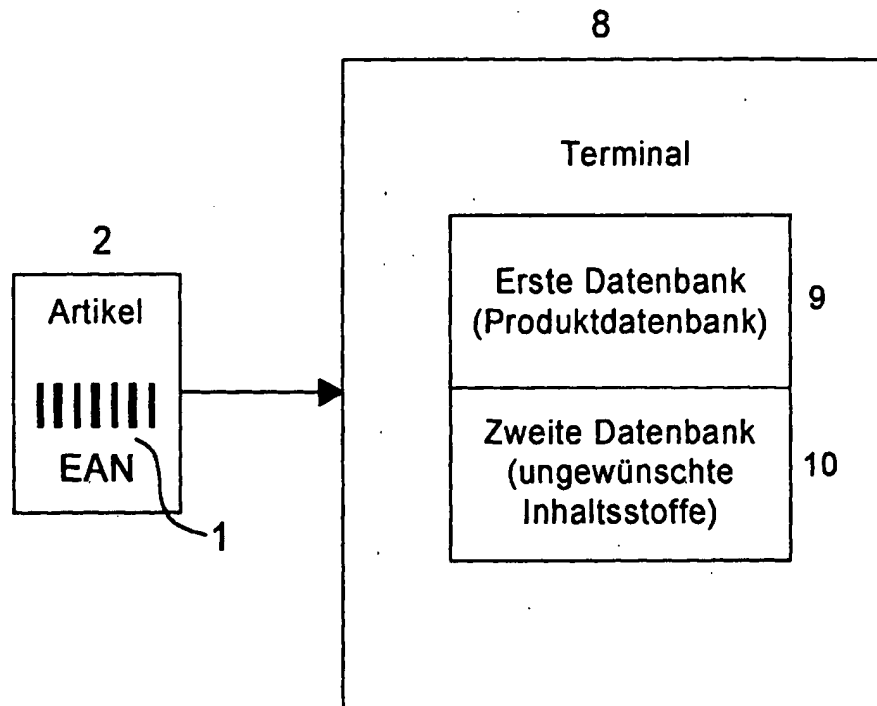 8
Terminal
2
Artikel
EAN
1
Erste Datenbank
(Produktdatenbank)
9
Zweite Datenbank
(ungewünschte
Inhaltsstoffe)
10